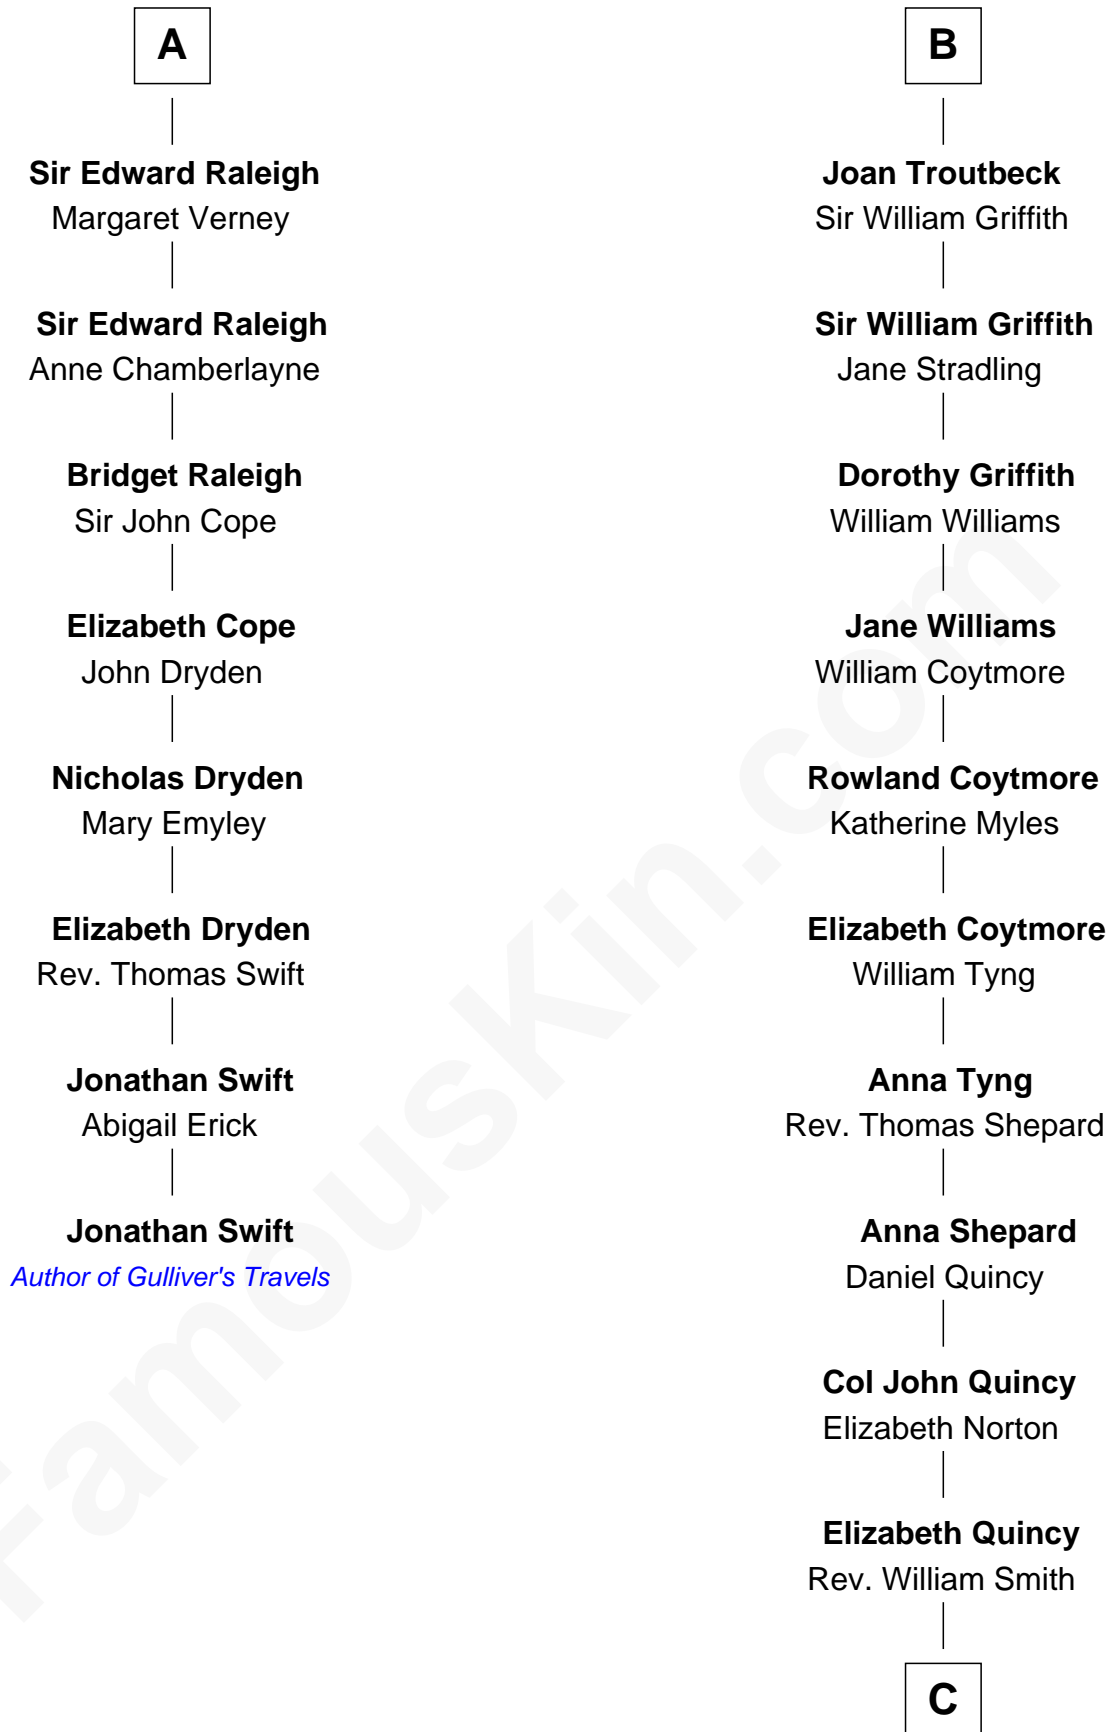 A
Sir Edward Raleigh
Margaret Verney
Sir Edward Raleigh
Anne Chamberlayne
Bridget Raleigh
Sir John Cope
Elizabeth Cope
John Dryden
Nicholas Dryden
Mary Emyley
Elizabeth Dryden
Rev. Thomas Swift
Jonathan Swift
Abigail Erick
Jonathan Swift
Author of Gulliver's Travels
B
Joan Troutbeck
Sir William Griffith
Sir William Griffith
Jane Stradling
Dorothy Griffith
William Williams
Jane Williams
William Coytmore
Rowland Coytmore
Katherine Myles
Elizabeth Coytmore
William Tyng
Anna Tyng
Rev. Thomas Shepard
Anna Shepard
Daniel Quincy
Col John Quincy
Elizabeth Norton
Elizabeth Quincy
Rev. William Smith
C
FamousKin.com